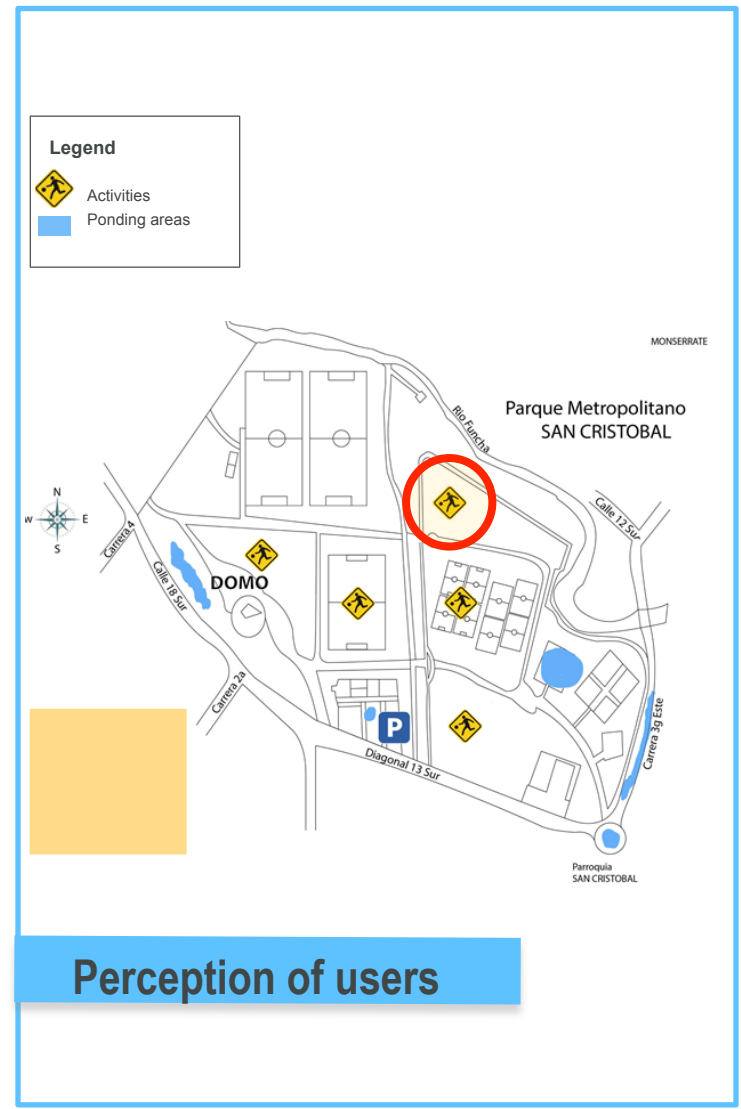 Legend
Activities
Ponding areas
MONSERRATE
Parque Metropolitano
SAN CRISTOBAL
Rio Funcha
Calle 12 Sur
N
W
E
S
Carrera 4
Calle 18 Sur
DOMO
Carrera 2a
P
Diagonal 13 Sur
Carrera 3g Este
Parroquia
SAN CRISTOBAL
Perception of users